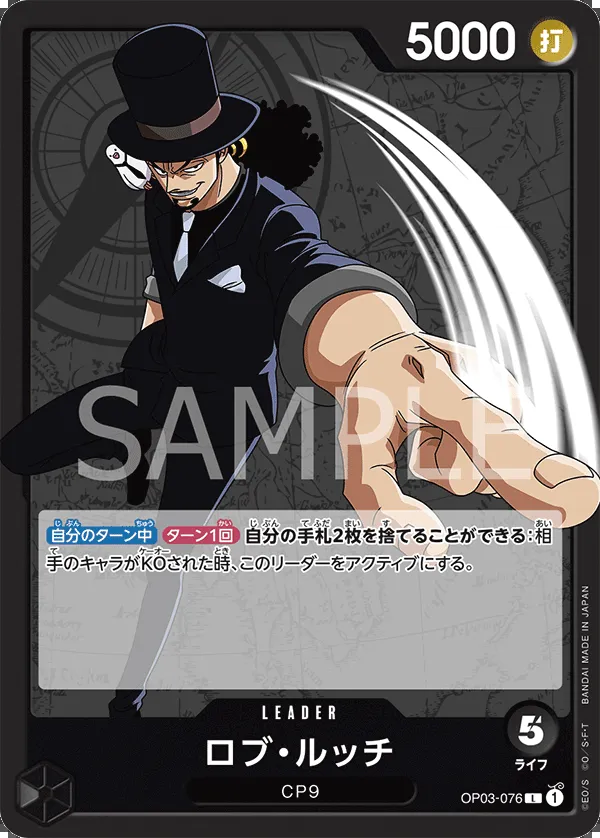 5000 打
SAMPLE
自分のターン中 ターン1回 自分の手札2枚を捨てることができる:相
手のキャラがKOされた時、このリーダーをアクティブにする。
LEADER
ロブ・ルッチ
5
ライフ
CP9
OP03-076 L 1
©E/S ©O/S・F・T BANDAI MADE IN JAPAN